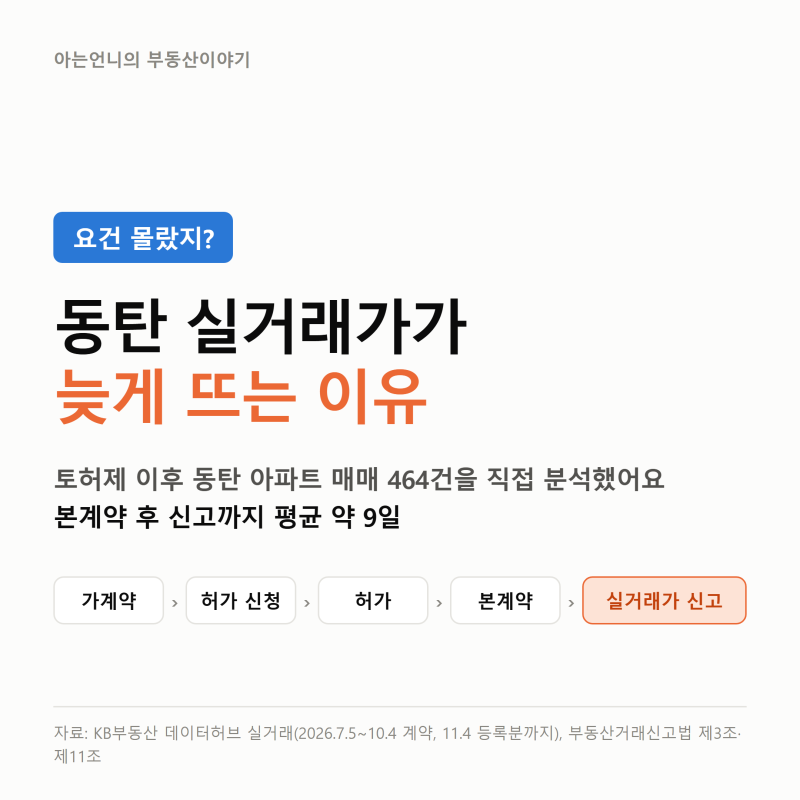 아는언니의 부동산이야기
요건 몰랐지?
동탄 실거래가가
늦게 뜨는 이유
토허제 이후 동탄 아파트 매매 464건을 직접 분석했어요
본계약 후 신고까지 평균 약 9일
가계약 › 허가 신청 › 허가 › 본계약 › 실거래가 신고
자료: KB부동산 데이터허브 실거래(2026.7.5~10.4 계약, 11.4 등록분까지), 부동산거래신고법 제3조·
제11조